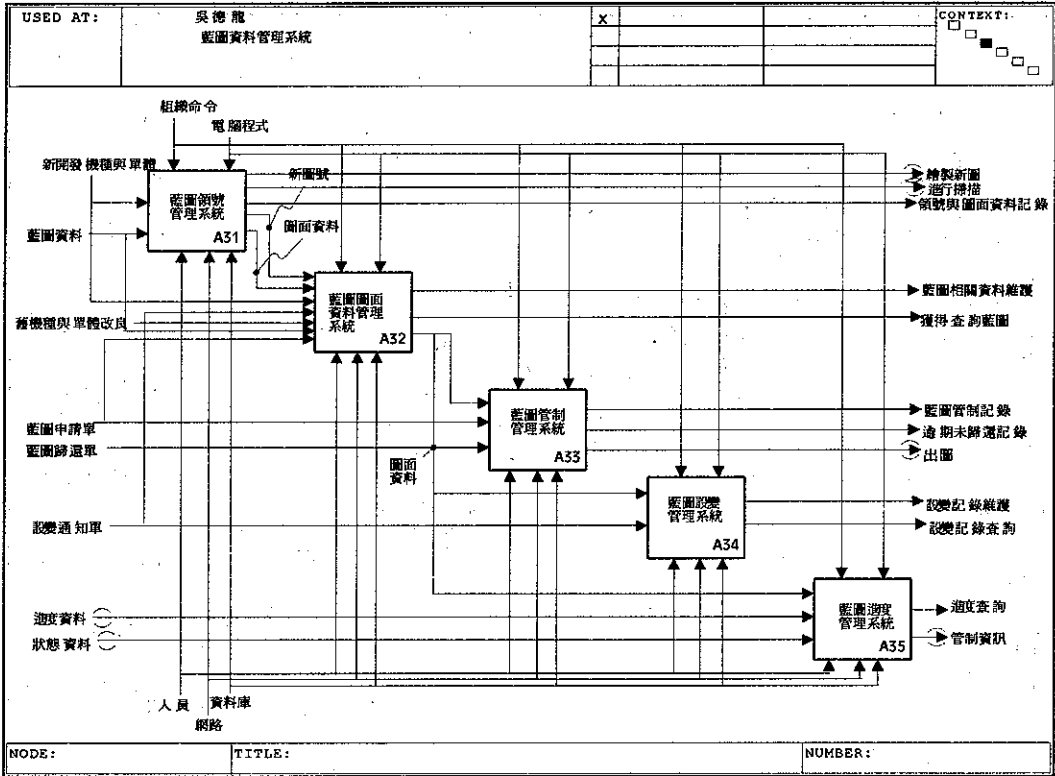 USED AT:
吳德龍
藍圖資料管理系統
X
CONTEXT:
組織命令
電腦程式
新開發機種與單體
新圖號
繪製新圖
進行掃描
領號與圖面資料記錄
藍圖領號
管理系統
A31
圖面資料
藍圖資料
藍圖圖面
資料管理
系統
A32
藍圖相關資料維護
舊機種與單體改良
獲得查詢藍圖
藍圖管制
管理系統
A33
藍圖管制記錄
藍圖申請單
逾期未歸還記錄
藍圖歸還單
出圖
圖面
資料
藍圖設變
管理系統
A34
設變記錄維護
設變通知單
設變記錄查詢
藍圖進度
管理系統
A35
進度查詢
進度資料
管制資訊
狀態資料
人員
資料庫
網路
NODE:
TITLE:
NUMBER: